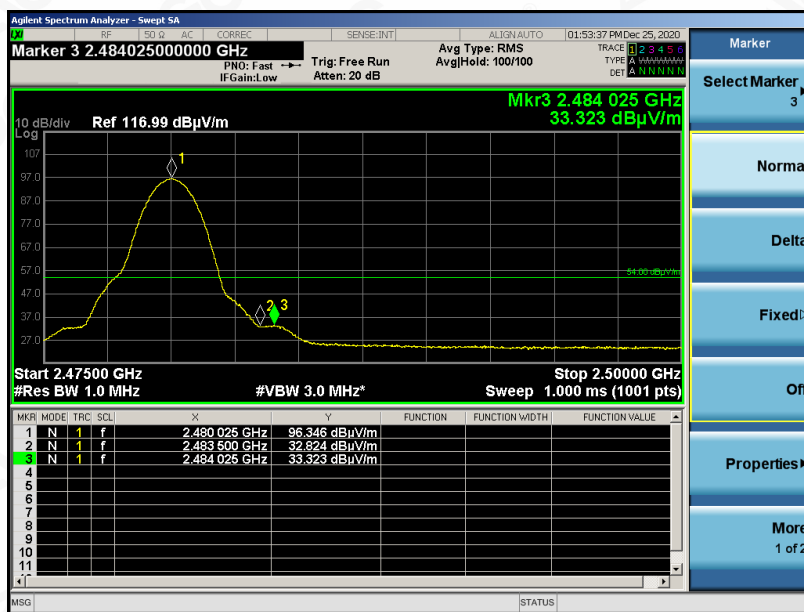 Agilent Spectrum Analyzer - Swept SA
LXI RF 50 Ω AC CORREC SENSE:INT ALIGN AUTO 01:53:37 PM Dec 25, 2020
Marker 3 2.484025000000 GHz
PNO: Fast
IFGain:Low
Trig: Free Run
Atten: 20 dB
Avg Type: RMS
Avg|Hold: 100/100
TRACE 1 2 3 4 5 6
TYPE A WWWWW
DET A N N N N N
Mkr3 2.484 025 GHz
33.323 dBµV/m
10 dB/div Ref 116.99 dBµV/m
Log
107
97.0
87.0
77.0
67.0
57.0
47.0
37.0
27.0
1
2
3
54.00 dBµV/m
Start 2.47500 GHz Stop 2.50000 GHz
#Res BW 1.0 MHz #VBW 3.0 MHz* Sweep 1.000 ms (1001 pts)
MKR MODE TRC SCL X Y FUNCTION FUNCTION WIDTH FUNCTION VALUE
1 N 1 f 2.480 025 GHz 96.346 dBµV/m
2 N 1 f 2.483 500 GHz 32.824 dBµV/m
3 N 1 f 2.484 025 GHz 33.323 dBµV/m
4
5
6
7
8
9
10
11
MSG STATUS
Marker
Select Marker
3
Norma
Delta
Fixed
Of
Properties
More
1 of 2